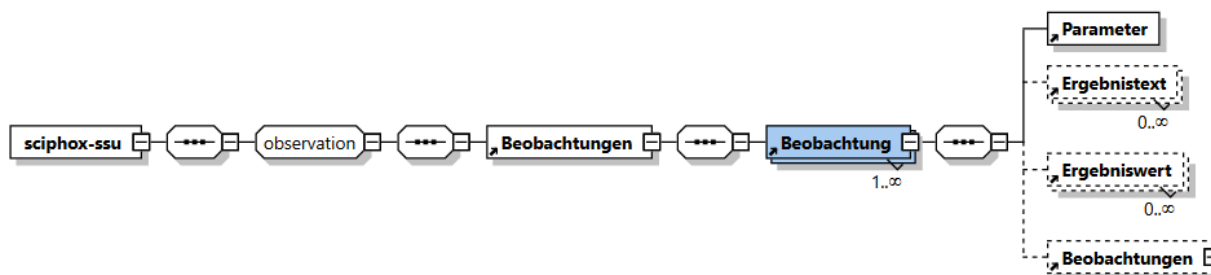 Parameter
Ergebnistext
0..∞
sciphox-ssu observation Beobachtungen Beobachtung
1..∞
Ergebniswert
0..∞
Beobachtungen